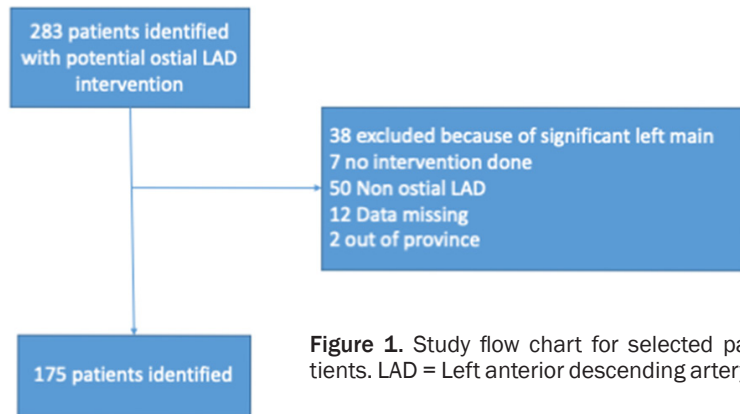 283 patients identified
with potential ostial LAD
intervention
38 excluded because of significant left main
7 no intervention done
50 Non ostial LAD
12 Data missing
2 out of province
175 patients identified
Figure 1. Study flow chart for selected pa-
tients. LAD = Left anterior descending artery